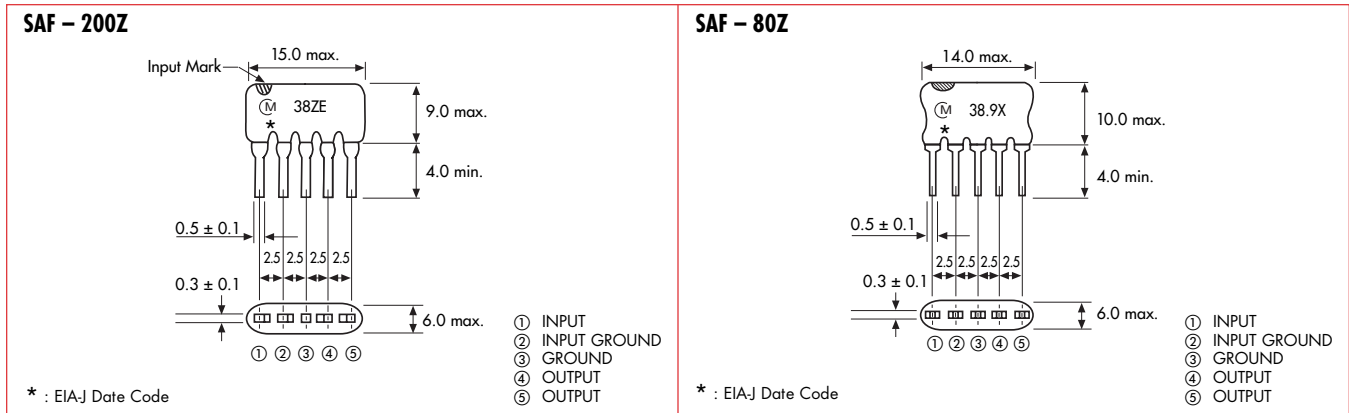 SAF – 200Z
15.0 max.
Input Mark
M 38ZE
*
9.0 max.
4.0 min.
0.5 ± 0.1
2.5 2.5 2.5 2.5
0.3 ± 0.1
6.0 max.
① ② ③ ④ ⑤
① INPUT
② INPUT GROUND
③ GROUND
④ OUTPUT
⑤ OUTPUT
* : EIA-J Date Code
SAF – 80Z
14.0 max.
M 38.9X
*
10.0 max.
4.0 min.
0.5 ± 0.1
2.5 2.5 2.5 2.5
0.3 ± 0.1
6.0 max.
① ② ③ ④ ⑤
① INPUT
② INPUT GROUND
③ GROUND
④ OUTPUT
⑤ OUTPUT
* : EIA-J Date Code